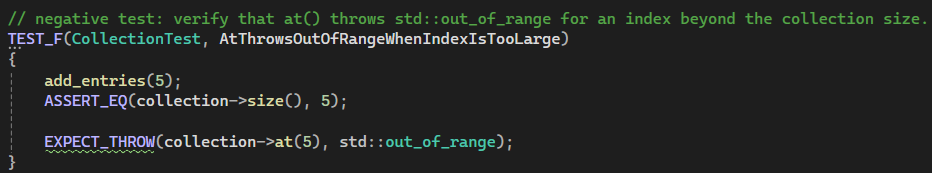 // negative test: verify that at() throws std::out_of_range for an index beyond the collection size.
TEST_F(CollectionTest, AtThrowsOutOfRangeWhenIndexIsTooLarge)
{
    add_entries(5);
    ASSERT_EQ(collection->size(), 5);

    EXPECT_THROW(collection->at(5), std::out_of_range);
}